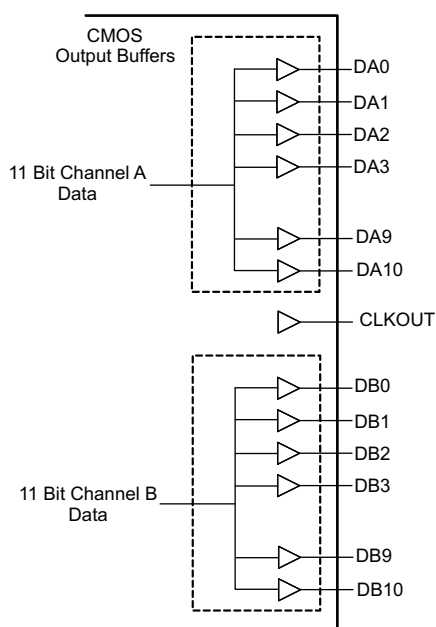 CMOS
Output Buffers
DA0
DA1
DA2
DA3
11 Bit Channel A
Data
DA9
DA10
CLKOUT
DB0
DB1
DB2
DB3
11 Bit Channel B
Data
DB9
DB10